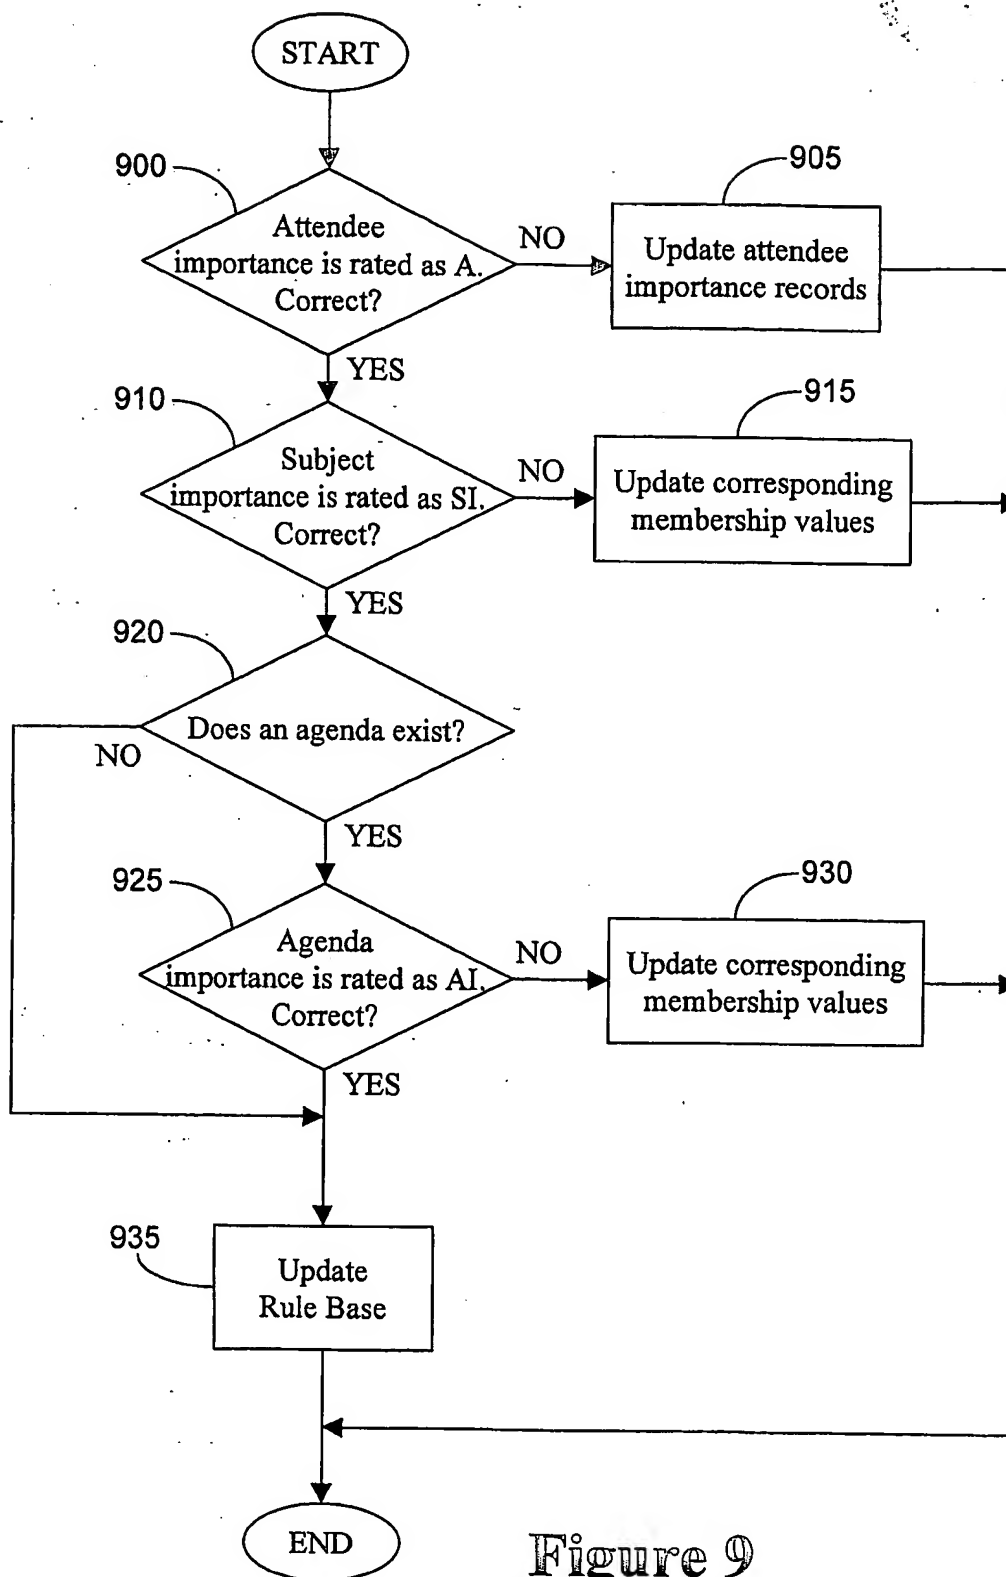 START
900
Attendee
importance is rated as A.
Correct?
NO
905
Update attendee
importance records
YES
910
Subject
importance is rated as SI.
Correct?
NO
915
Update corresponding
membership values
YES
920
Does an agenda exist?
NO
YES
925
Agenda
importance is rated as AI.
Correct?
NO
930
Update corresponding
membership values
YES
935
Update
Rule Base
END
Figure 9